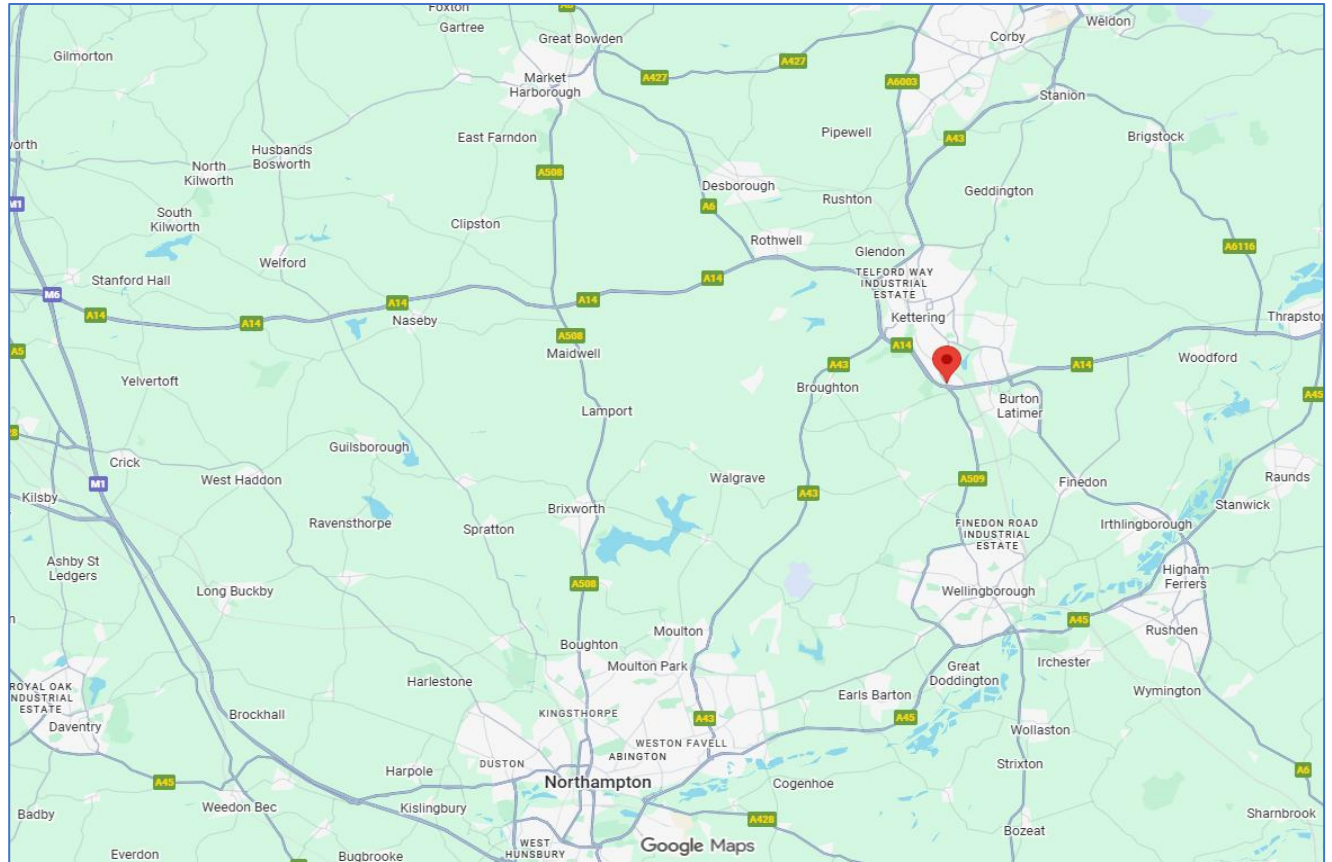 Foxton
Gartree
Weldon
Great Bowden
Corby
Gilmorton
A427
A427
Market
Harborough
A6003
Stanion
East Farndon
Pipewell
A43
Brigstock
Husbands
Bosworth
North
Kilworth
A508
Desborough
Geddington
M1
A6
Rushton
South
Kilworth
Clipston
Rothwell
Glendon
A6116
Welford
Stanford Hall
A14
TELFORD WAY
INDUSTRIAL
ESTATE
M6
A14
A14
A14
A14
Naseby
Kettering
Thrapston
A5
A508
Maidwell
A14
Woodford
A43
A14
Yelvertoft
Broughton
Burton
Latimer
A45
Lamport
Guilsborough
Crick
West Haddon
M1
Walgrave
A509
Finedon
Raunds
Kilsby
A43
Stanwick
Brixworth
Ravensthorpe
Spratton
FINEDON ROAD
INDUSTRIAL
ESTATE
Irthlingborough
Ashby St
Ledgers
Higham
Ferrers
Long Buckby
A508
Wellingborough
A45
Moulton
Rushden
Boughton
Moulton Park
Irchester
Great
Doddington
Harlestone
Earls Barton
Wymington
ROYAL OAK
INDUSTRIAL
ESTATE
Brockhall
KINGSTHORPE
A43
A45
Daventry
WESTON FAVELL
Wollaston
ABINGTON
DUSTON
Harpole
Strixton
A6
A45
Northampton
Cogenhoe
Weedon Bec
Kislingbury
Badby
A428
Sharnbrook
Bozeat
WEST
HUNSBURY
Google Maps
Everdon
Bugbrooke